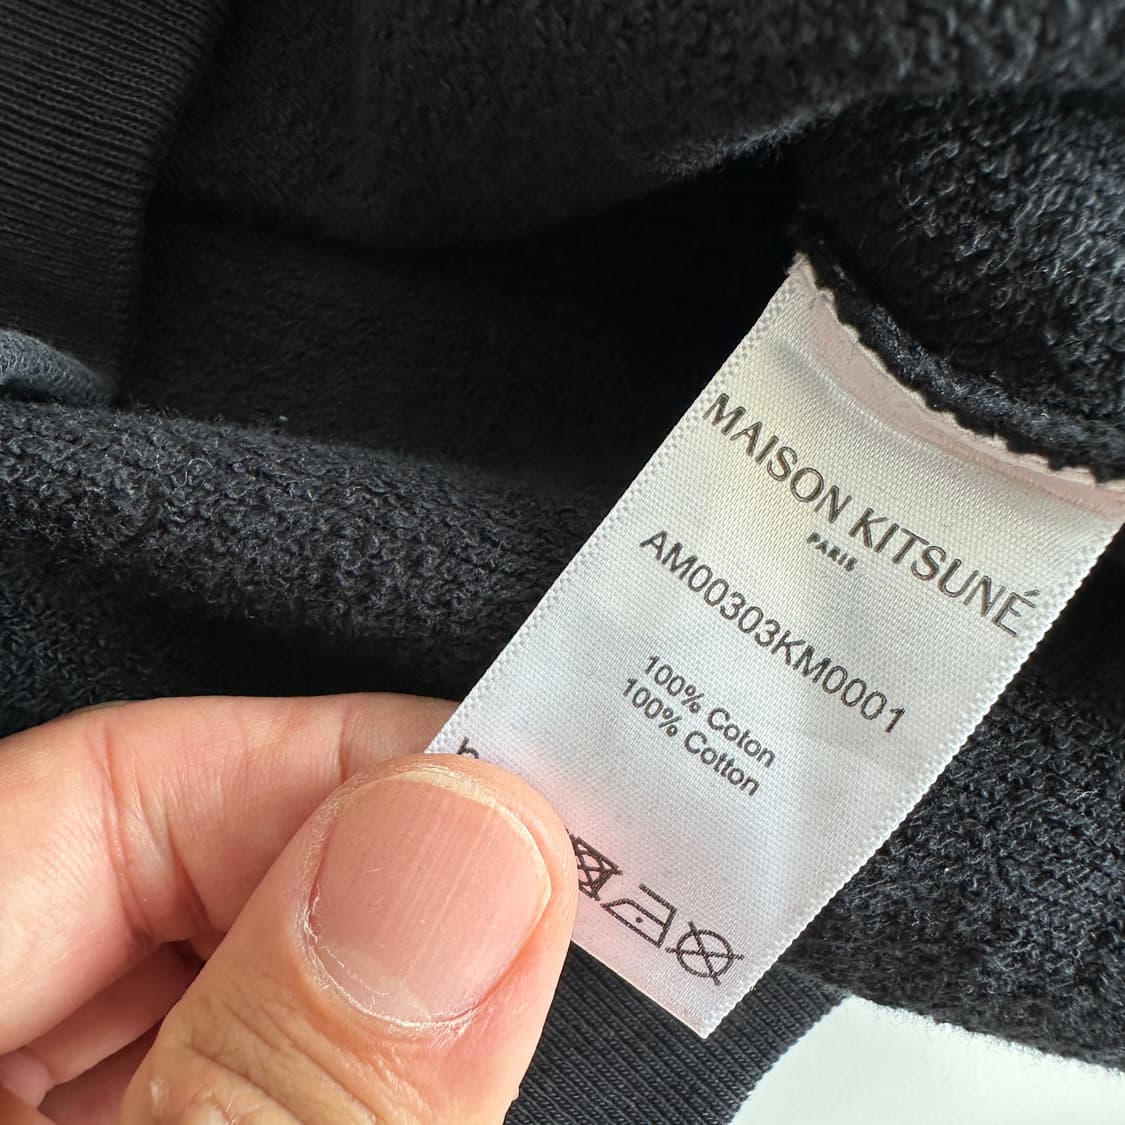 MAISON KITSUNÉ
PARIS
AM00303KM0001
100% Coton
100% Cotton